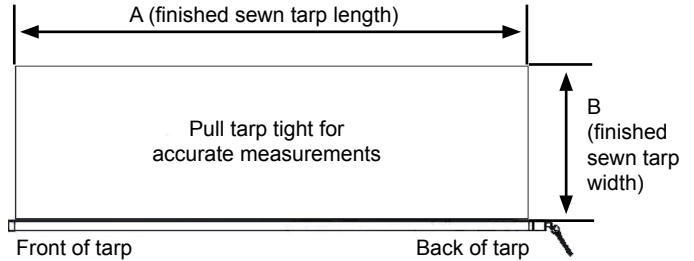 A (finished sewn tarp length)
Pull tarp tight for
accurate measurements
B
(finished
sewn tarp
width)
Front of tarp
Back of tarp